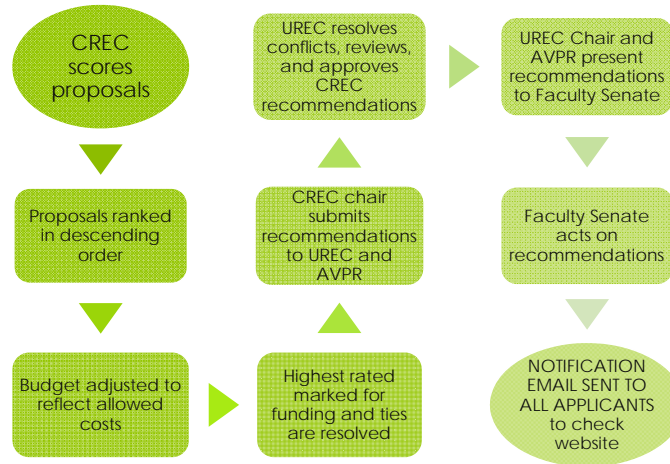 CREC
scores
proposals
Proposals ranked
in descending
order
Budget adjusted to
reflect allowed
costs
Highest rated
marked for
funding and ties
are resolved
CREC chair
submits
recommendations
to UREC and
AVPR
UREC resolves
conflicts, reviews,
and approves
CREC
recommendations
UREC Chair and
AVPR present
recommendations
to Faculty Senate
Faculty Senate
acts on
recommendations
NOTIFICATION
EMAIL SENT TO
ALL APPLICANTS
to check
website